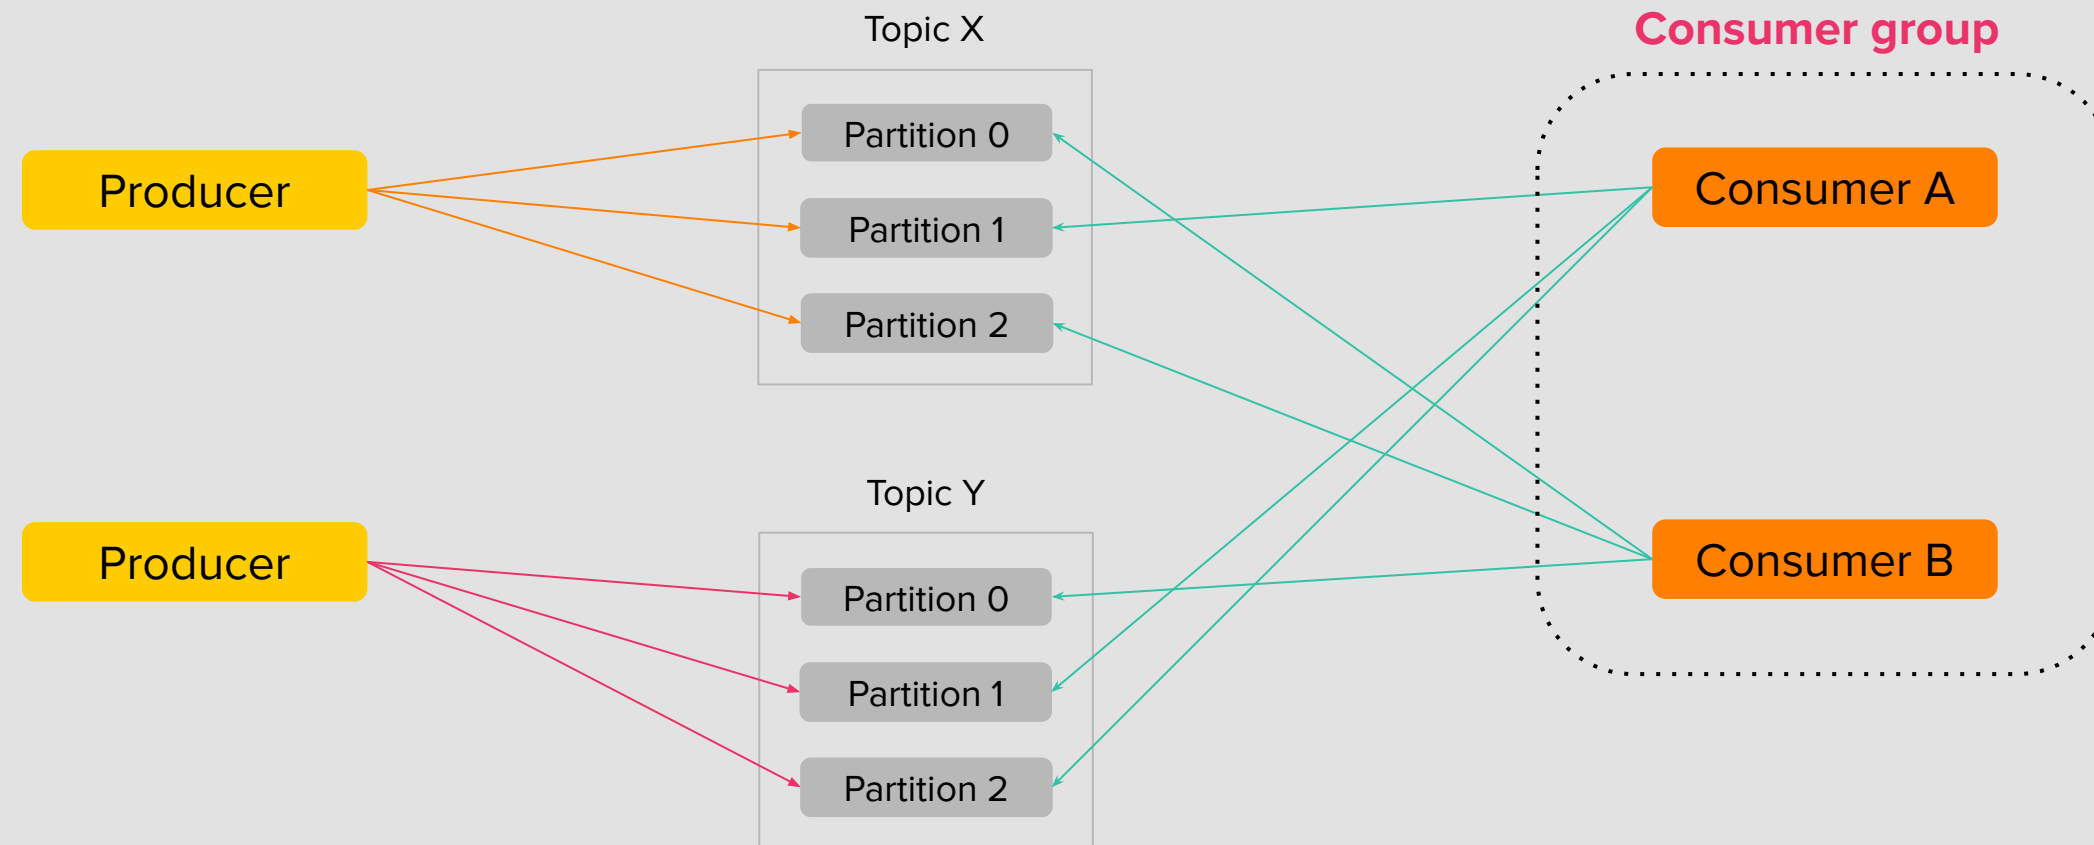 Topic X
Consumer group
Producer
Partition 0
Partition 1
Partition 2
Consumer A
Topic Y
Producer
Partition 0
Partition 1
Partition 2
Consumer B